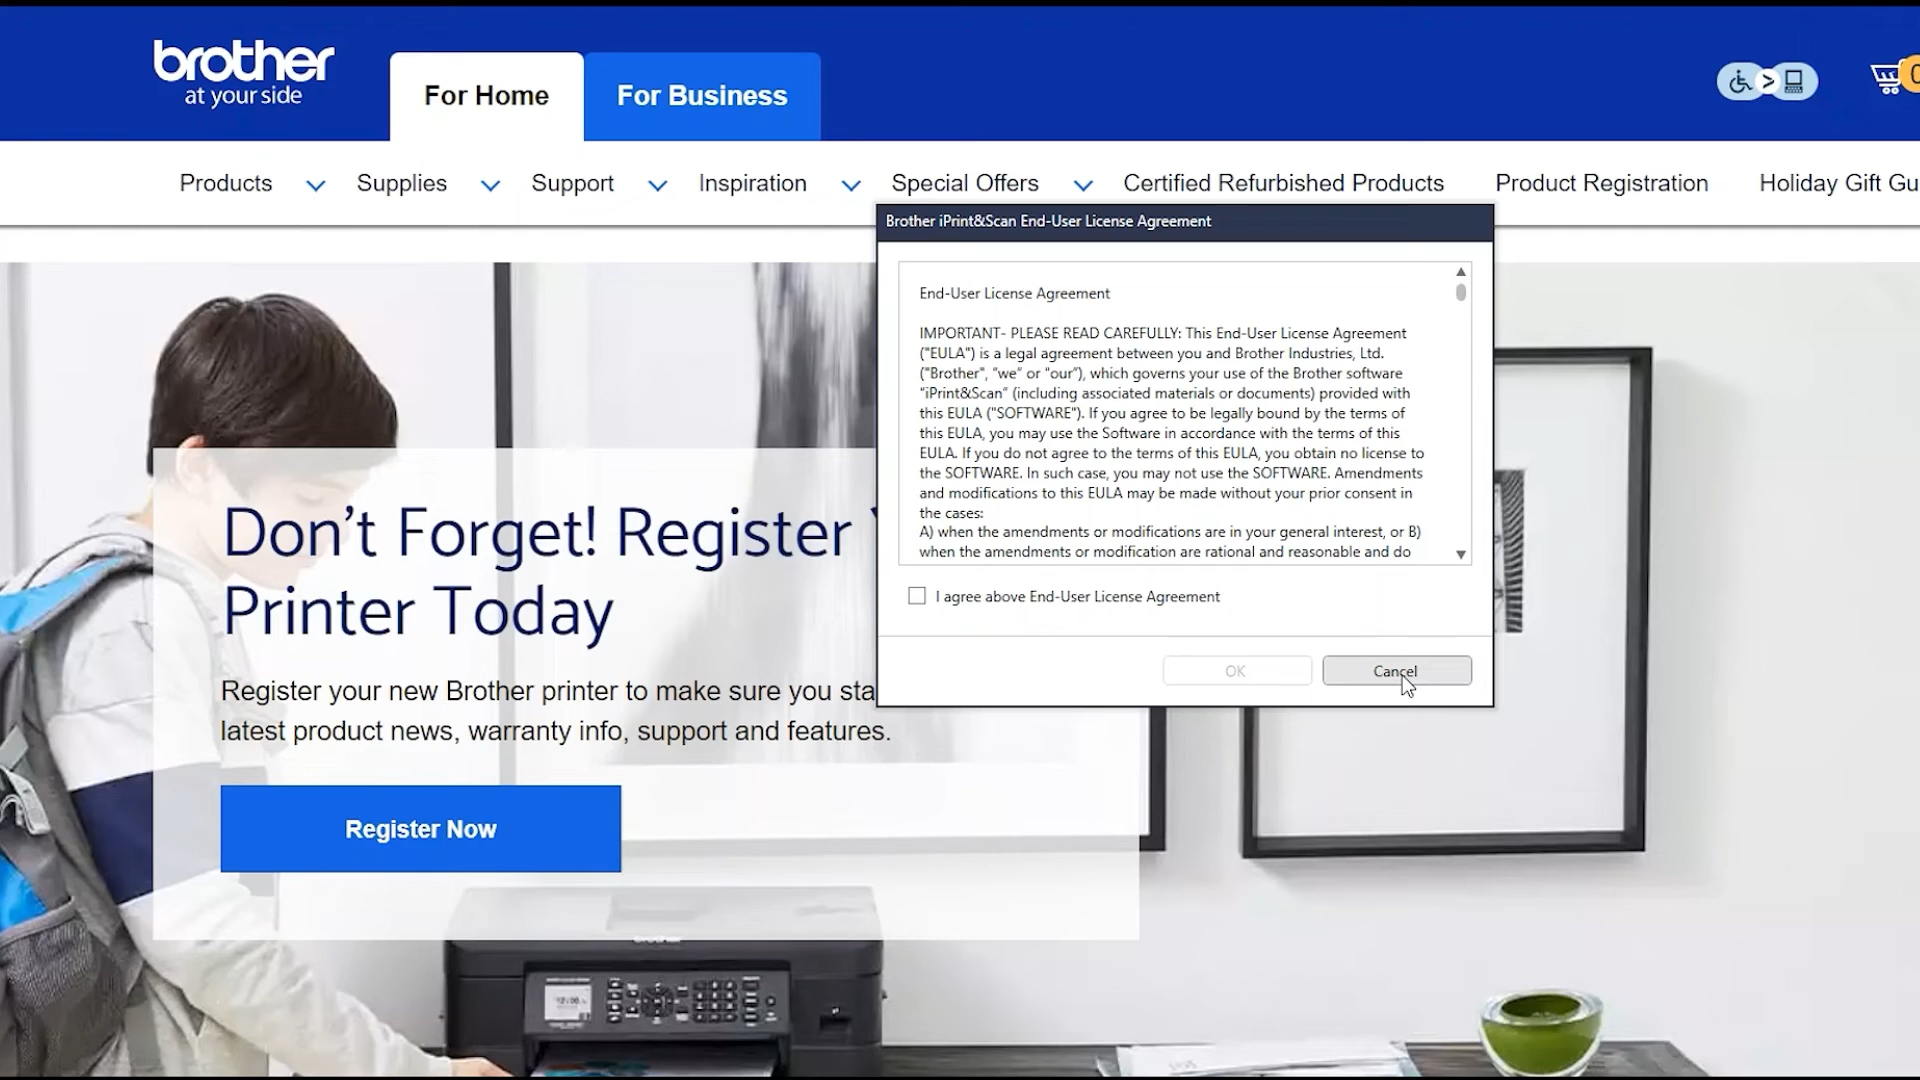 brother
at your side
For Home
For Business
Products
Supplies
Support
Inspiration
Special Offers
Certified Refurbished Products
Product Registration
Holiday Gift Gu
Brother iPrint&Scan End-User License Agreement
End-User License Agreement
IMPORTANT- PLEASE READ CAREFULLY: This End-User License Agreement
("EULA") is a legal agreement between you and Brother Industries, Ltd.
("Brother", "we" or "our"), which governs your use of the Brother software
"iPrint&Scan" (including associated materials or documents) provided with
this EULA ("SOFTWARE"). If you agree to be legally bound by the terms of
this EULA, you may use the Software in accordance with the terms of this
EULA. If you do not agree to the terms of this EULA, you obtain no license to
the SOFTWARE. In such case, you may not use the SOFTWARE. Amendments
and modifications to this EULA may be made without your prior consent in
the cases:
A) when the amendments or modifications are in your general interest, or B)
when the amendments or modification are rational and reasonable and do
I agree above End-User License Agreement
OK
Cancel
Don't Forget! Register
Printer Today
Register your new Brother printer to make sure you sta
latest product news, warranty info, support and features.
Register Now
brother